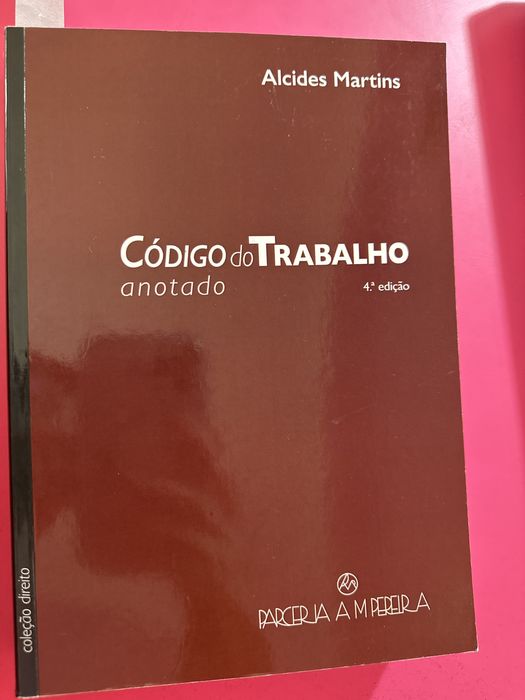 Alcides Martins
CÓDIGO do TRABALHO
anotado
4.ª edição
PARCERIA A M PEREIRA
coleção direito